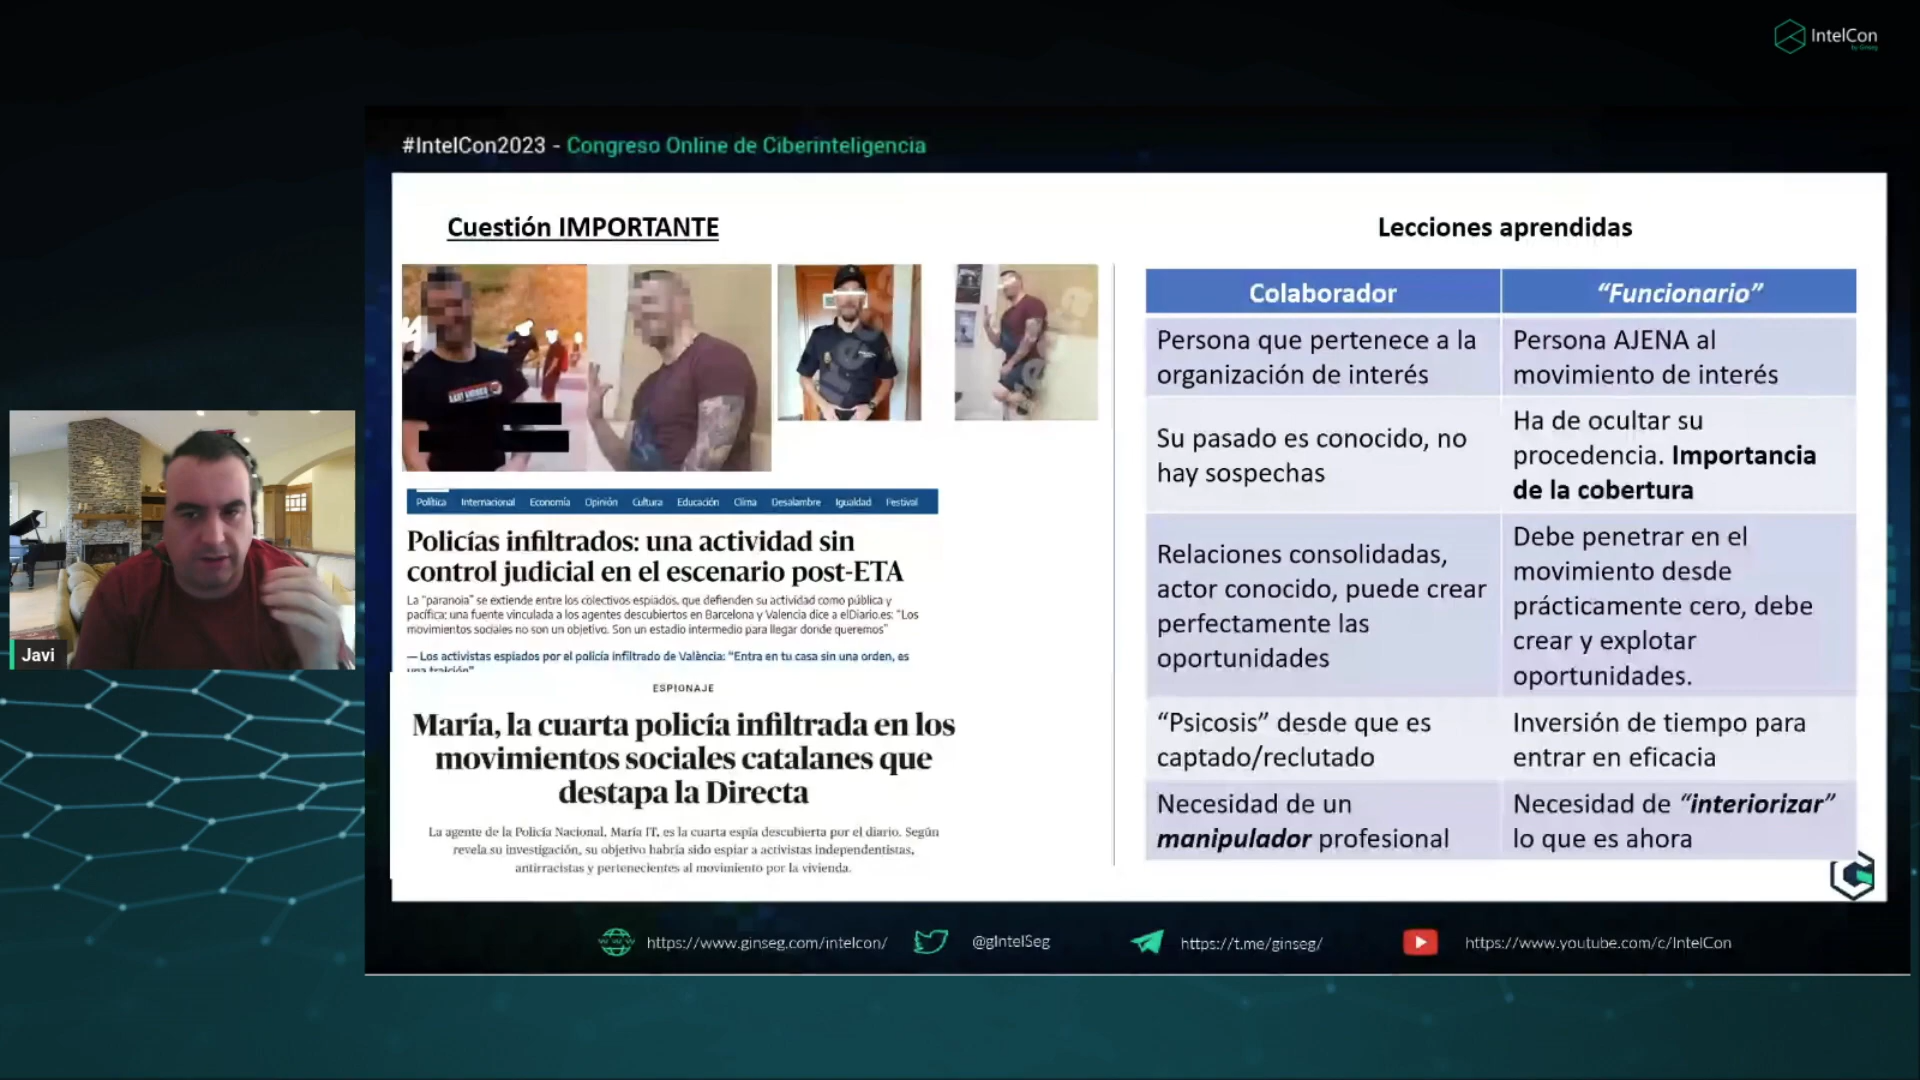 IntelCon
by Ginseg
#IntelCon2023 - Congreso Online de Ciberinteligencia
Cuestión IMPORTANTE
Política Internacional Economía Opinión Cultura Educación Clima Desalambre Igualdad Festival
Policías infiltrados: una actividad sin
control judicial en el escenario post-ETA
La "paranoia" se extiende entre los colectivos espiados, que defienden su actividad como pública y
pacífica; una fuente vinculada a los agentes descubiertos en Barcelona y Valencia dice a elDiario.es: "Los
movimientos sociales no son un objetivo. Son un estadio intermedio para llegar donde queremos"
— Los activistas espiados por el policía infiltrado de València: "Entra en tu casa sin una orden, es
una traición"
ESPIONAJE
María, la cuarta policía infiltrada en los
movimientos sociales catalanes que
destapa la Directa
La agente de la Policía Nacional, María IT, es la cuarta espía descubierta por el diario. Según
revela su investigación, su objetivo habría sido espiar a activistas independentistas,
antirracistas y pertenecientes al movimiento por la vivienda.
Lecciones aprendidas
Colaborador
“Funcionario”
Persona que pertenece a la
organización de interés
Persona AJENA al
movimiento de interés
Su pasado es conocido, no
hay sospechas
Ha de ocultar su
procedencia. Importancia
de la cobertura
Relaciones consolidadas,
actor conocido, puede crear
perfectamente las
oportunidades
Debe penetrar en el
movimiento desde
prácticamente cero, debe
crear y explotar
oportunidades.
“Psicosis” desde que es
captado/reclutado
Inversión de tiempo para
entrar en eficacia
Necesidad de un
manipulador profesional
Necesidad de “interiorizar”
lo que es ahora
Javi
https://www.ginseg.com/intelcon/
@gIntelSeg
https://t.me/ginseg/
https://www.youtube.com/c/IntelCon